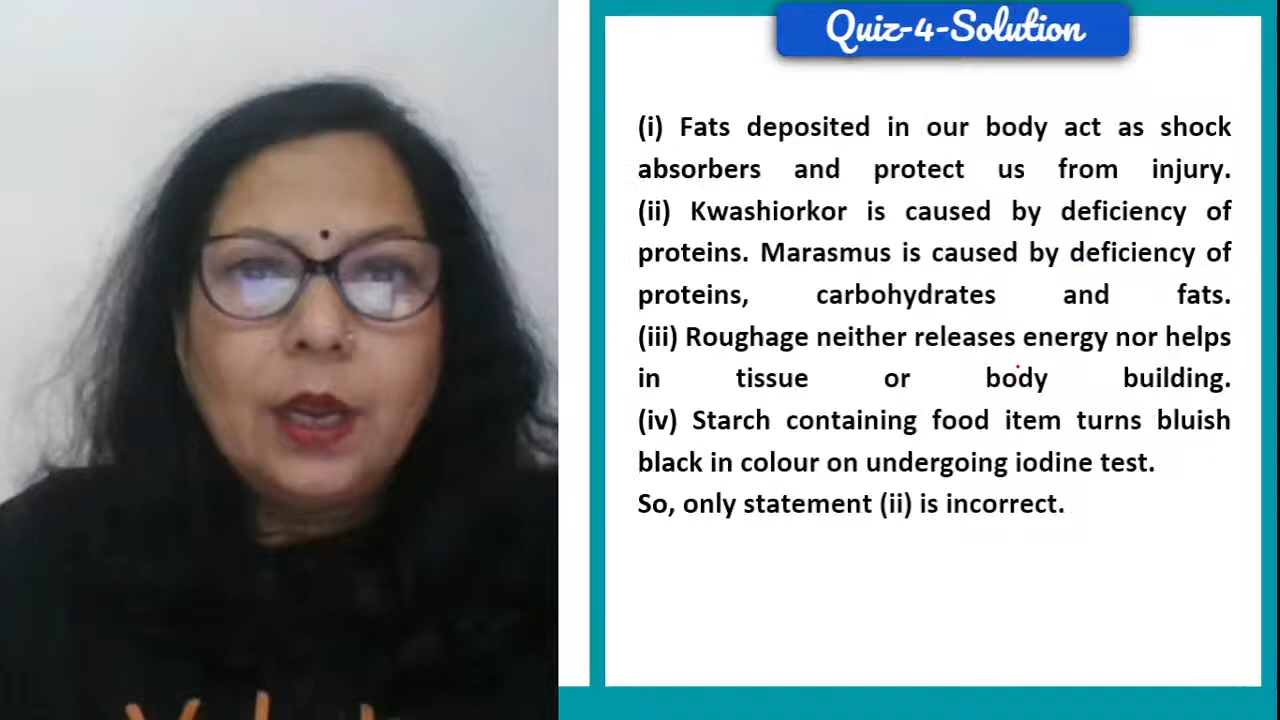 Quiz-4-Solution
(i) Fats deposited in our body act as shock
absorbers and protect us from injury.
(ii) Kwashiorkor is caused by deficiency of
proteins. Marasmus is caused by deficiency of
proteins, carbohydrates and fats.
(iii) Roughage neither releases energy nor helps
in tissue or body building.
(iv) Starch containing food item turns bluish
black in colour on undergoing iodine test.
So, only statement (ii) is incorrect.